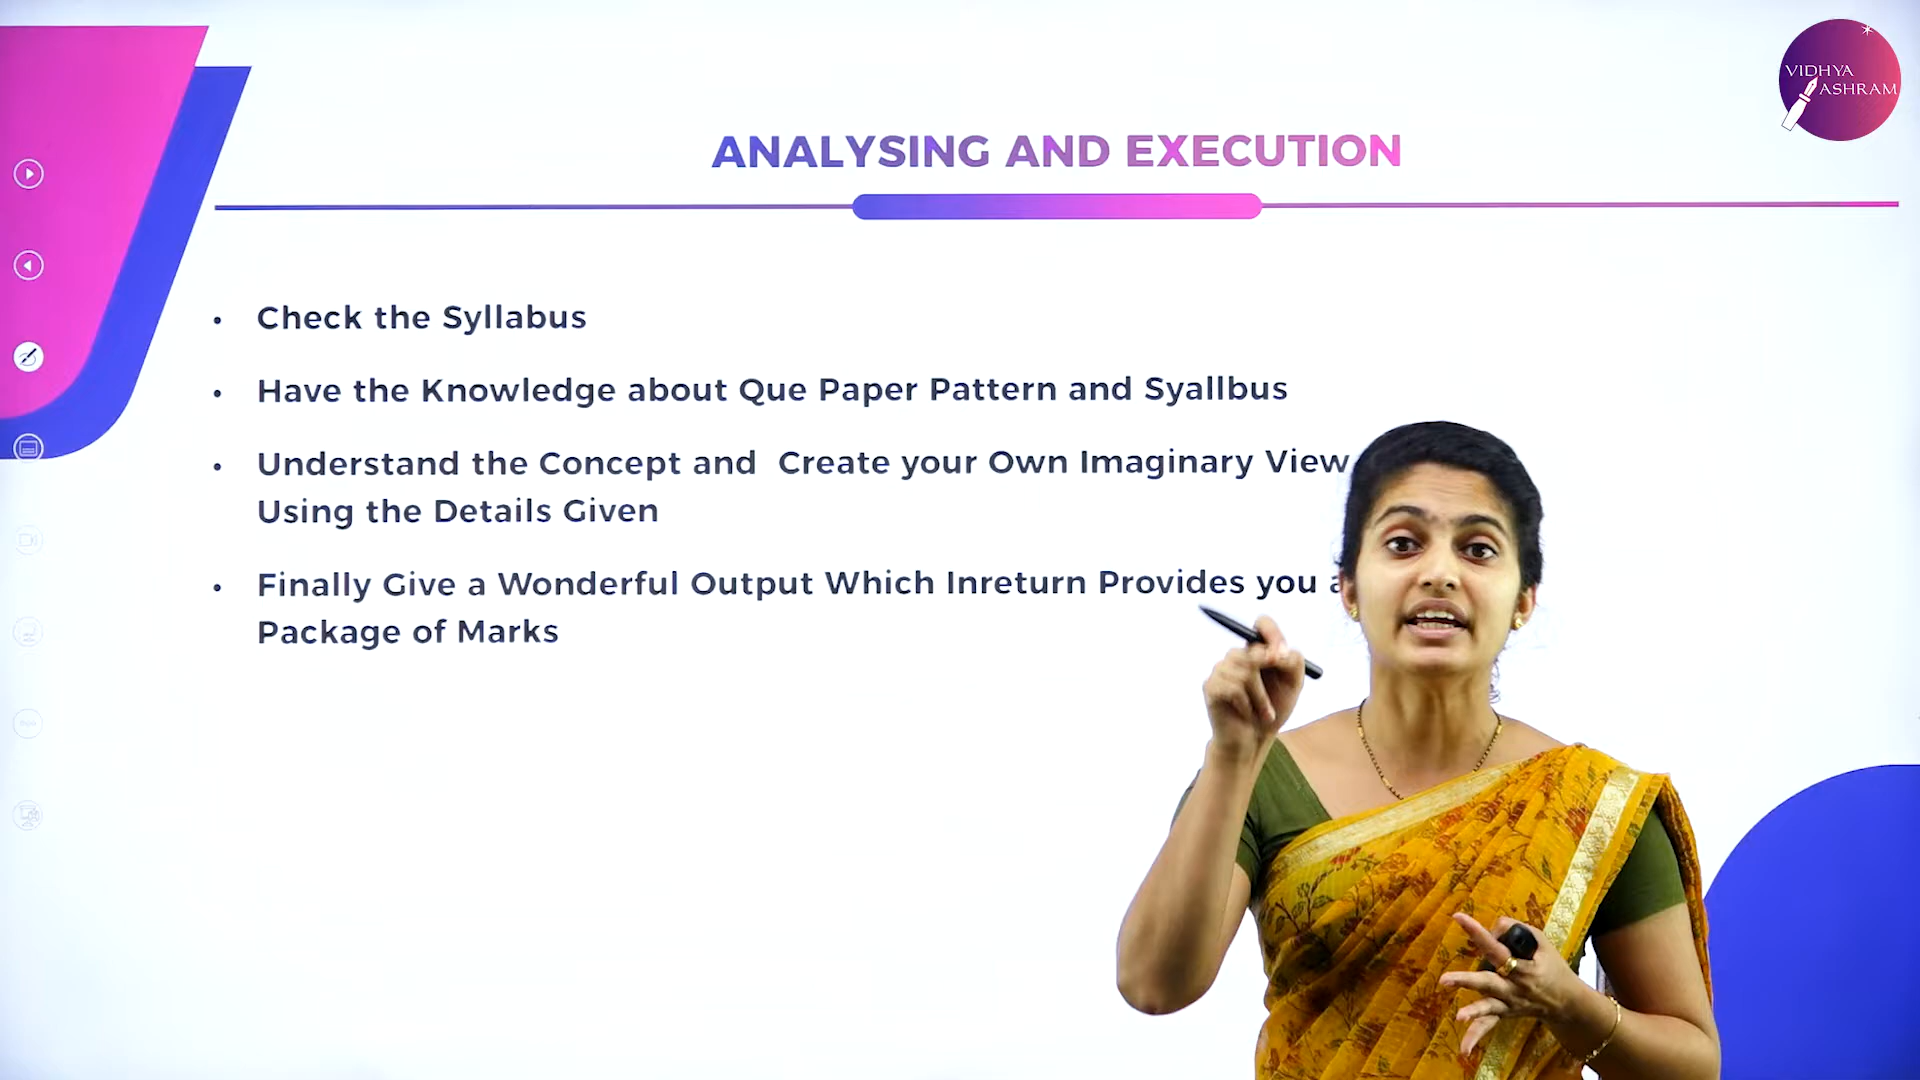 VIDHYA
ASHRAM
ANALYSING AND EXECUTION
• Check the Syllabus
• Have the Knowledge about Que Paper Pattern and Syallbus
• Understand the Concept and Create your Own Imaginary View
Using the Details Given
• Finally Give a Wonderful Output Which Inreturn Provides you a
Package of Marks